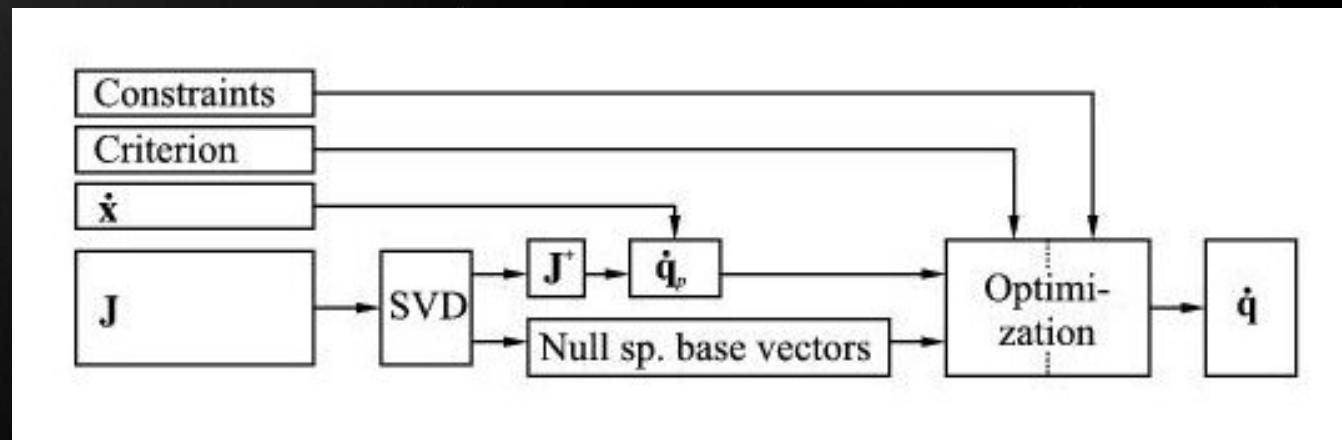 Constraints
Criterion
ẋ
J
SVD
J⁺
q̇ₚ
Null sp. base vectors
Optimi-
zation
q̇